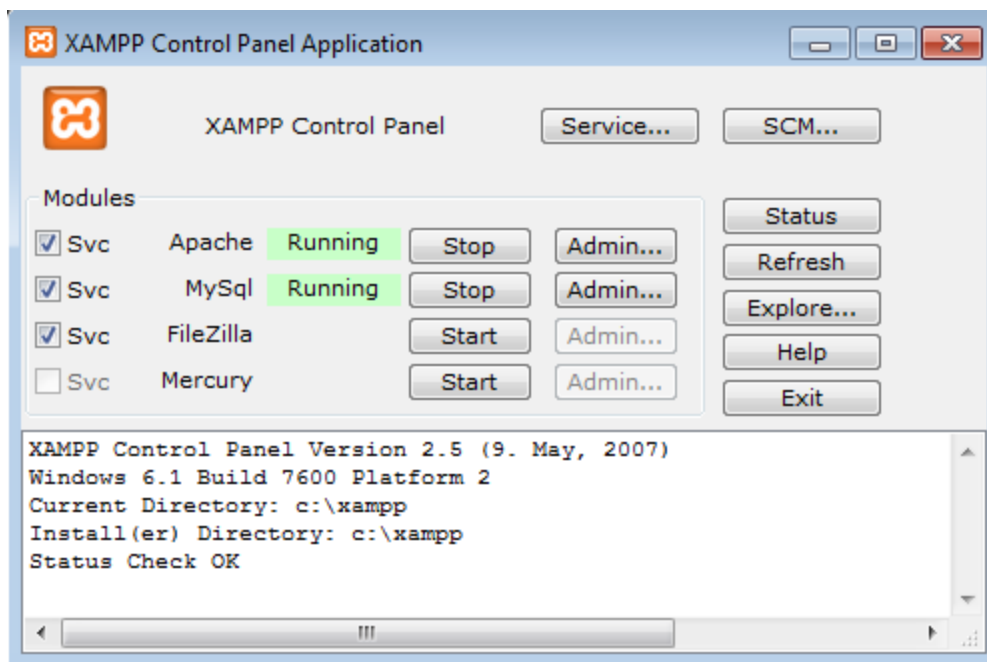 XAMPP Control Panel Application
XAMPP Control Panel Service... SCM...
Modules
Svc Apache Running Stop Admin...
Svc MySql Running Stop Admin...
Svc FileZilla Start Admin...
Svc Mercury Start Admin...
Status
Refresh
Explore...
Help
Exit
XAMPP Control Panel Version 2.5 (9. May, 2007)
Windows 6.1 Build 7600 Platform 2
Current Directory: c:\xampp
Install(er) Directory: c:\xampp
Status Check OK